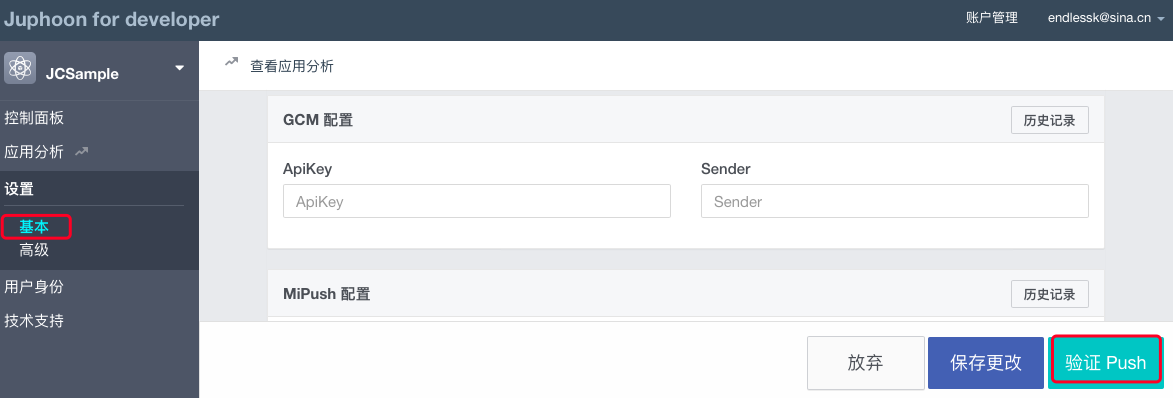 Juphoon for developer
账户管理 endlessk@sina.cn
JCSample
查看应用分析
控制面板
应用分析
设置
基本
高级
用户身份
技术支持
GCM 配置 历史记录
ApiKey Sender
ApiKey Sender
MiPush 配置 历史记录
放弃 保存更改 验证 Push